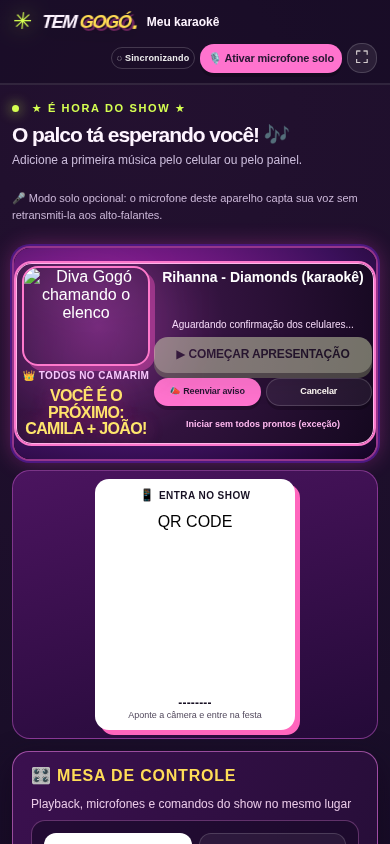 TEM GOGÓ. Meu karaokê
Sincronizando
🎙️ Ativar microfone solo
★ É HORA DO SHOW ★
O palco tá esperando você! 🎶
Adicione a primeira música pelo celular ou pelo painel.
🎤 Modo solo opcional: o microfone deste aparelho capta sua voz sem
retransmiti-la aos alto-falantes.
Diva Gogó
chamando o
elenco
👑 TODOS NO CAMARIM
VOCÊ É O
PRÓXIMO:
CAMILA + JOÃO!
Rihanna - Diamonds (karaokê)
Aguardando confirmação dos celulares...
▶ COMEÇAR APRESENTAÇÃO
📣 Reenviar aviso
Cancelar
Iniciar sem todos prontos (exceção)
📱 ENTRA NO SHOW
QR CODE
--------
Aponte a câmera e entre na festa
🎛️ MESA DE CONTROLE
Playback, microfones e comandos do show no mesmo lugar